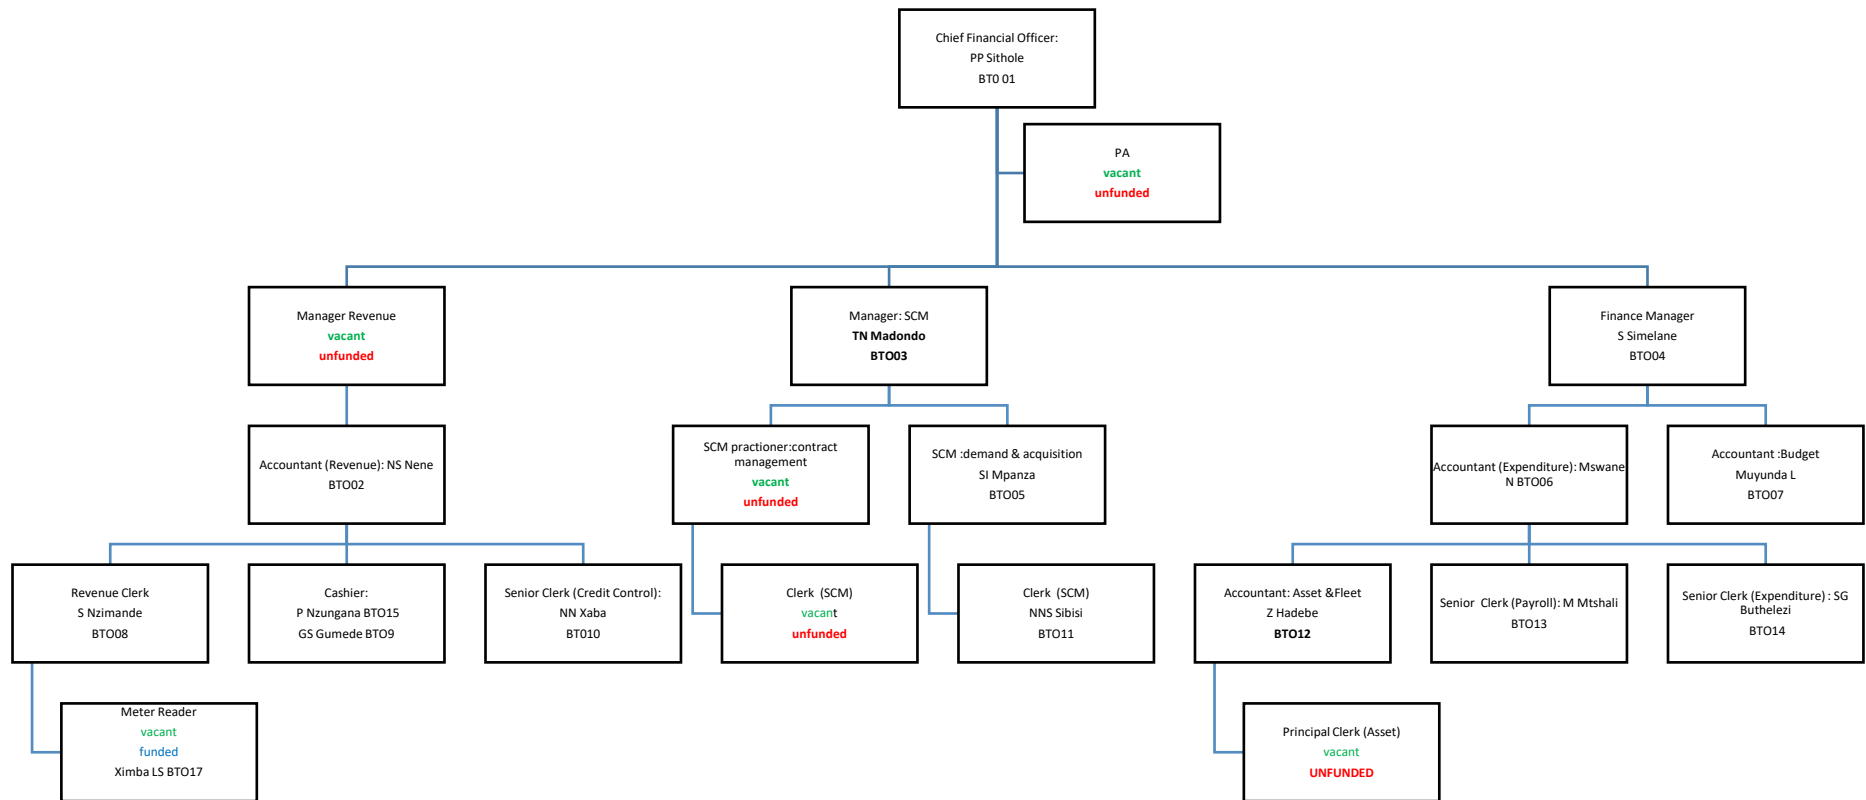 Chief Financial Officer:
PP Sithole
BT0 01
PA
vacant
unfunded
Manager Revenue
vacant
unfunded
Manager: SCM
TN Madondo
BTO03
Finance Manager
S Simelane
BTO04
Accountant (Revenue): NS Nene
BTO02
SCM practioner:contract
management
vacant
unfunded
SCM :demand & acquisition
SI Mpanza
BTO05
Accountant (Expenditure): Mswane
N BTO06
Accountant :Budget
Muyunda L
BTO07
Revenue Clerk
S Nzimande
BTO08
Cashier:
P Nzungana BTO15
GS Gumede BTO9
Senior Clerk (Credit Control):
NN Xaba
BT010
Clerk (SCM)
vacant
unfunded
Clerk (SCM)
NNS Sibisi
BTO11
Accountant: Asset &Fleet
Z Hadebe
BTO12
Senior Clerk (Payroll): M Mtshali
BTO13
Senior Clerk (Expenditure) : SG
Buthelezi
BTO14
Meter Reader
vacant
funded
Ximba LS BTO17
Principal Clerk (Asset)
vacant
UNFUNDED